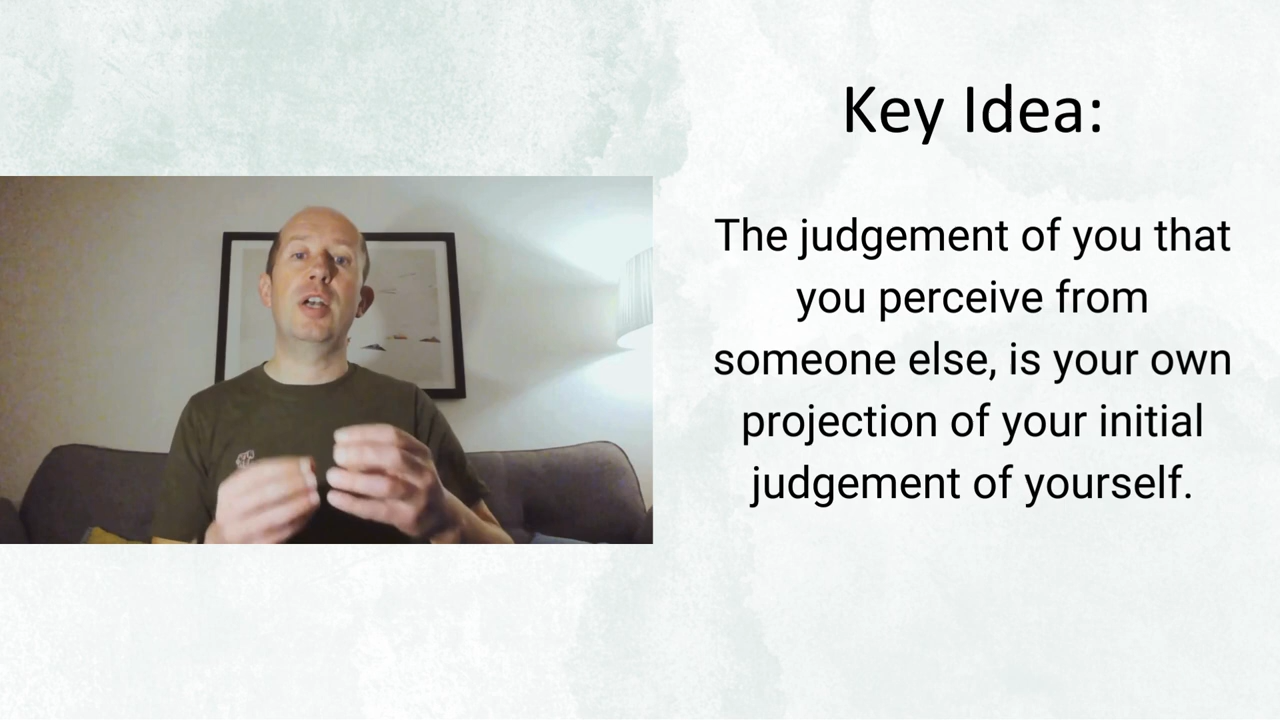 Key Idea:
The judgement of you that
you perceive from
someone else, is your own
projection of your initial
judgement of yourself.